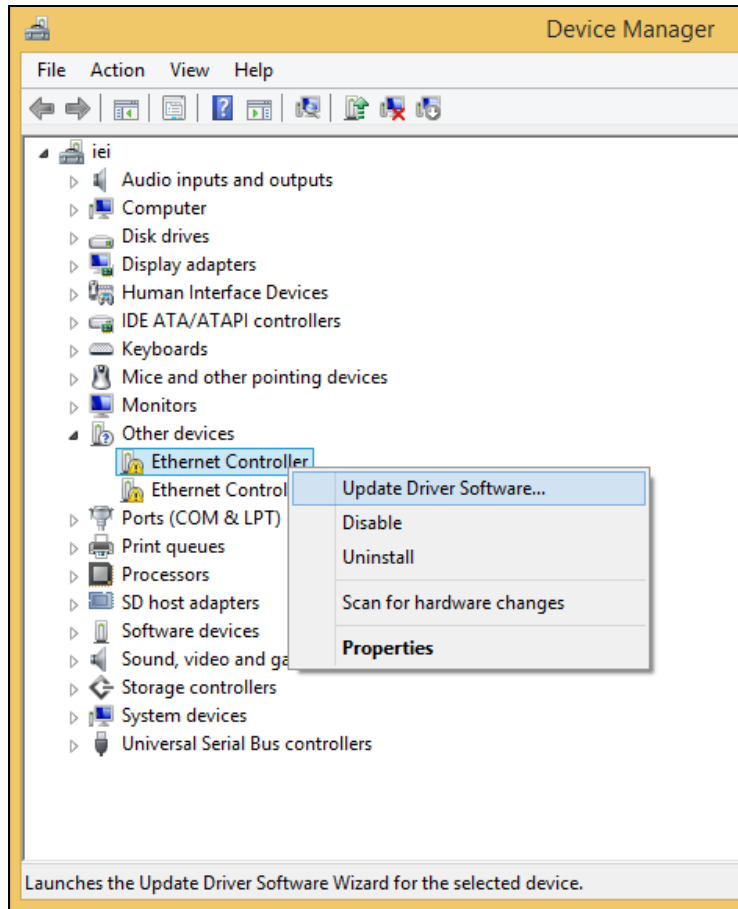 Device Manager
File Action View Help
iei
Audio inputs and outputs
Computer
Disk drives
Display adapters
Human Interface Devices
IDE ATA/ATAPI controllers
Keyboards
Mice and other pointing devices
Monitors
Other devices
Ethernet Controller
Ethernet Control
Update Driver Software...
Disable
Uninstall
Scan for hardware changes
Properties
Ports (COM & LPT)
Print queues
Processors
SD host adapters
Software devices
Sound, video and ga
Storage controllers
System devices
Universal Serial Bus controllers
Launches the Update Driver Software Wizard for the selected device.